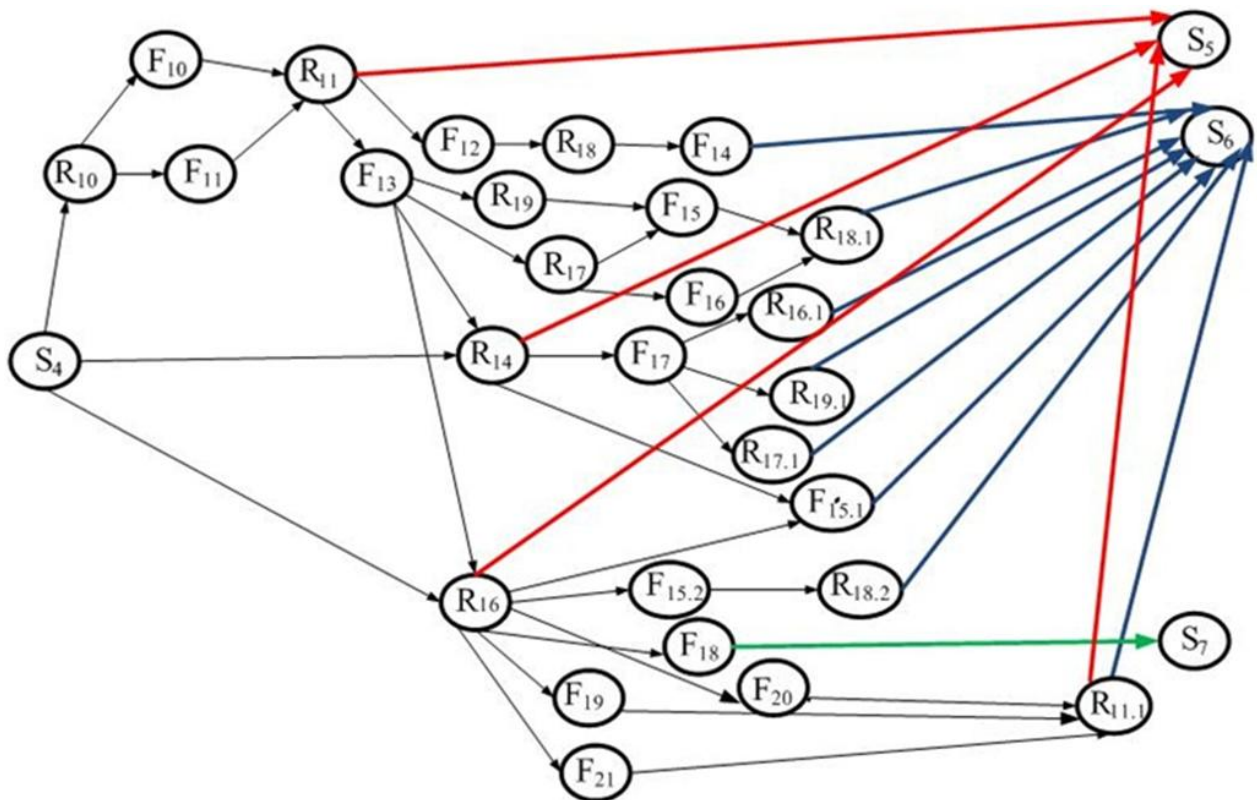 S₅
F₁₀
R₁₁
S₆
F₁₂
R₁₈
F₁₄
R₁₀
F₁₁
F₁₃
R₁₉
F₁₅
R₁₈.₁
R₁₇
F₁₆
R₁₆.₁
S₄
R₁₄
F₁₇
R₁₉.₁
R₁₇.₁
F₁₅.₁
R₁₆
F₁₅.₂
R₁₈.₂
F₁₈
S₇
F₁₉
F₂₀
R₁₁.₁
F₂₁